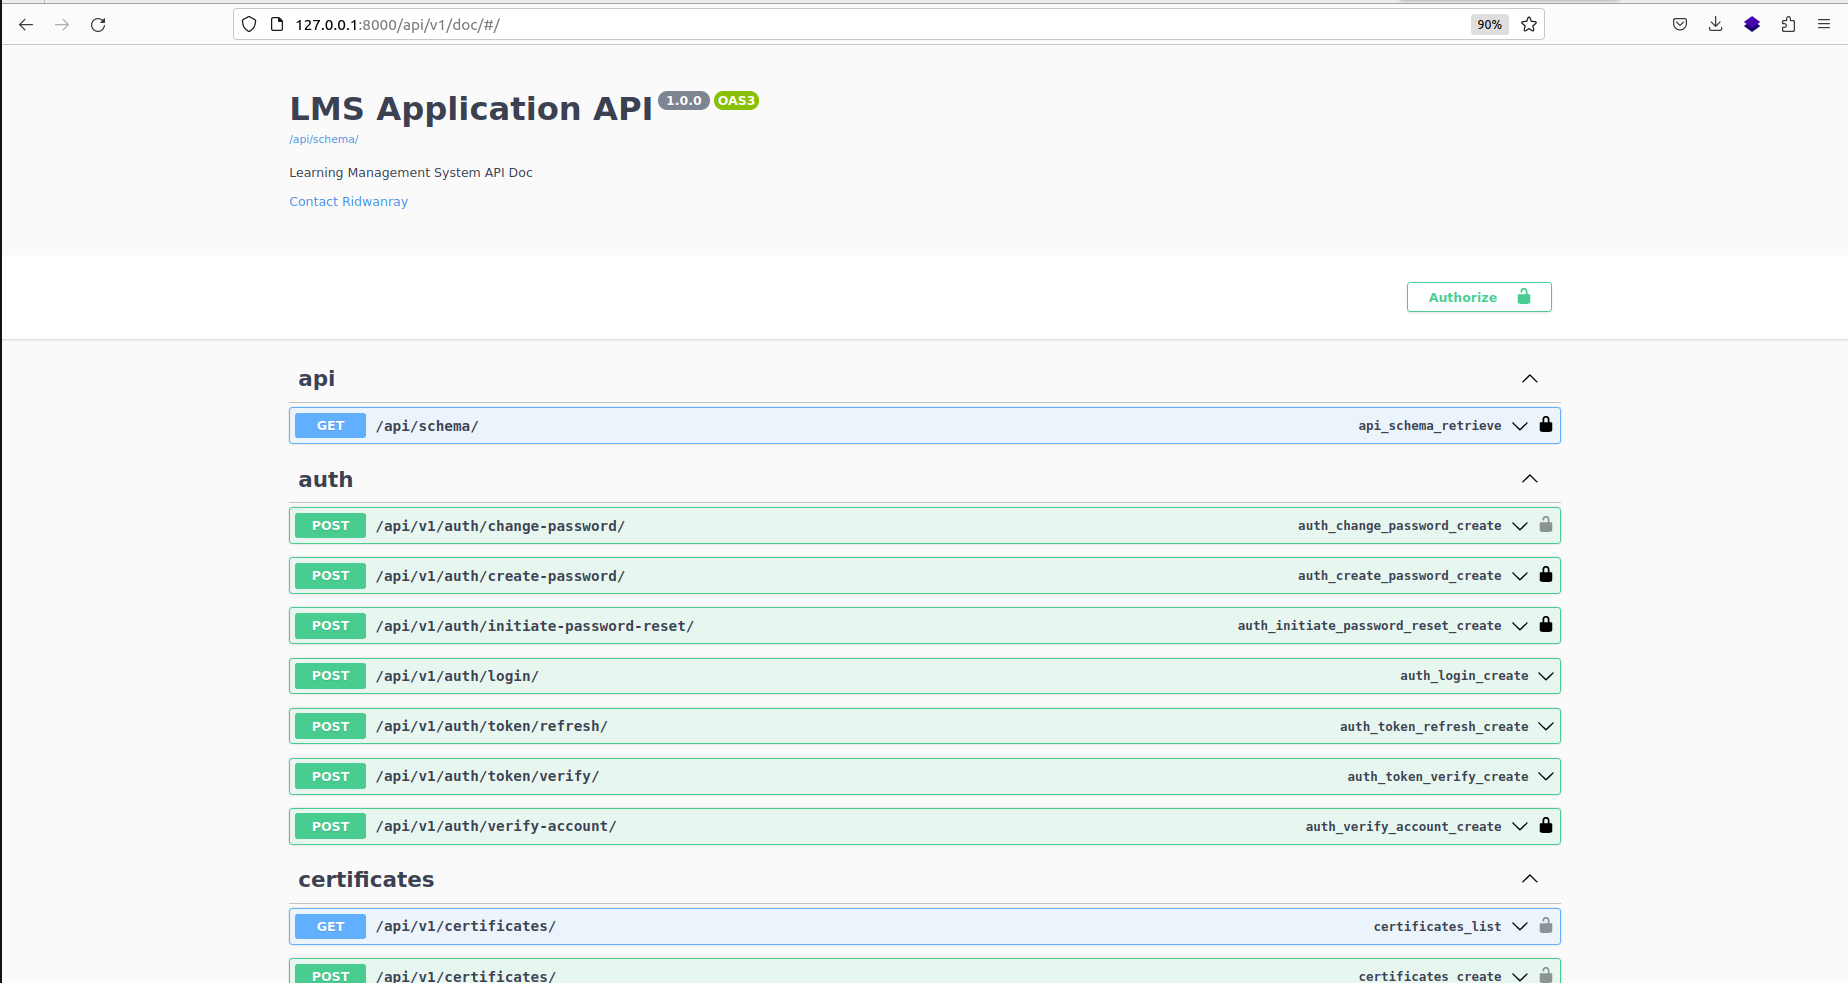 127.0.0.1:8000/api/v1/doc/#/ 90%
LMS Application API 1.0.0 OAS3
/api/schema/
Learning Management System API Doc
Contact Ridwanray
Authorize
api
GET /api/schema/ api_schema_retrieve
auth
POST /api/v1/auth/change-password/ auth_change_password_create
POST /api/v1/auth/create-password/ auth_create_password_create
POST /api/v1/auth/initiate-password-reset/ auth_initiate_password_reset_create
POST /api/v1/auth/login/ auth_login_create
POST /api/v1/auth/token/refresh/ auth_token_refresh_create
POST /api/v1/auth/token/verify/ auth_token_verify_create
POST /api/v1/auth/verify-account/ auth_verify_account_create
certificates
GET /api/v1/certificates/ certificates_list
POST /api/v1/certificates/ certificates_create